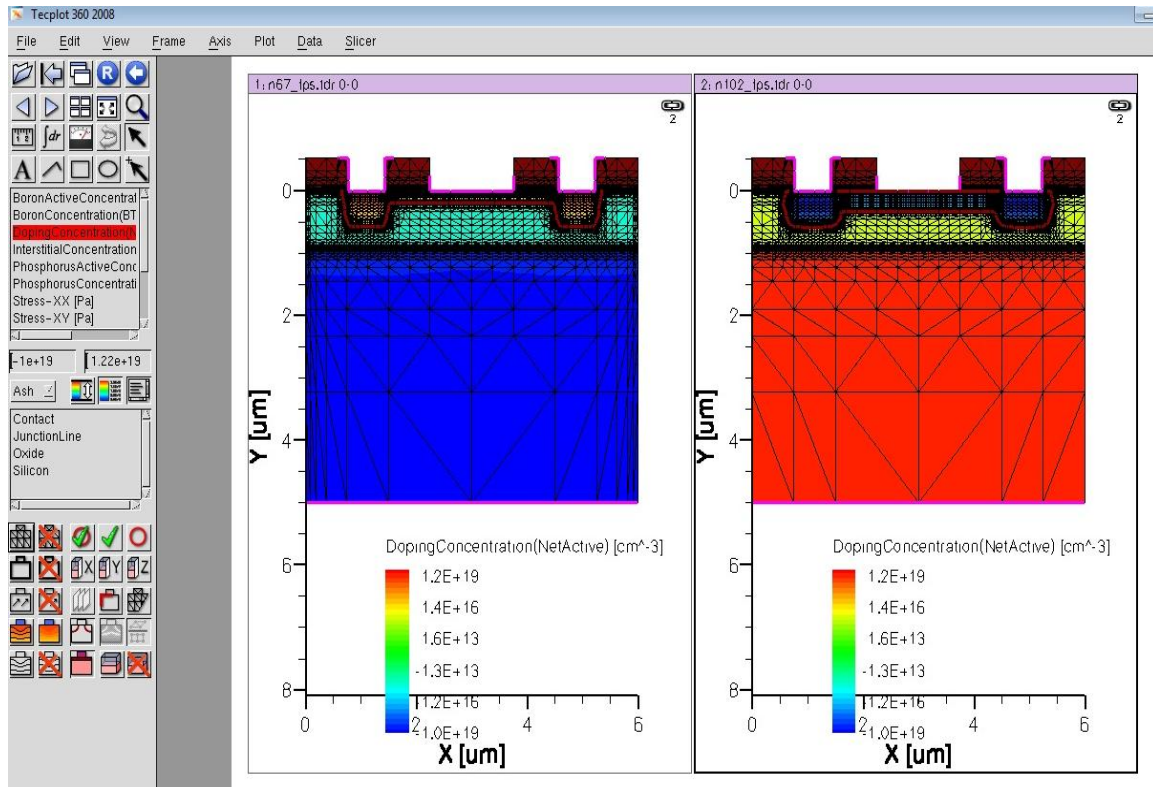 Tecplot 360 2008
File Edit View Frame Axis Plot Data Slicer
R
∫dr
A
BoronActiveConcentral
BoronConcentration(BT
DopingConcentration(N
InterstitialConcentration
PhosphorusActiveConc
PhosphorusConcentrati
Stress-XX [Pa]
Stress-XY [Pa]
-1e+19 1.22e+19
Ash
Contact
JunctionLine
Oxide
Silicon
X Y Z
1: n67_fps.tdr 0-0
2
0
2
4
6
8
Y [um]
DopingConcentration(NetActive) [cm^-3]
1.2E+19
1.4E+16
1.6E+13
-1.3E+13
-1.2E+16
-1.0E+19
0 2 4 6
X [um]
2: n102_fps.tdr 0-0
2
0
2
4
6
8
Y [um]
DopingConcentration(NetActive) [cm^-3]
1.2E+19
1.4E+16
1.6E+13
-1.3E+13
-1.2E+16
-1.0E+19
0 2 4 6
X [um]